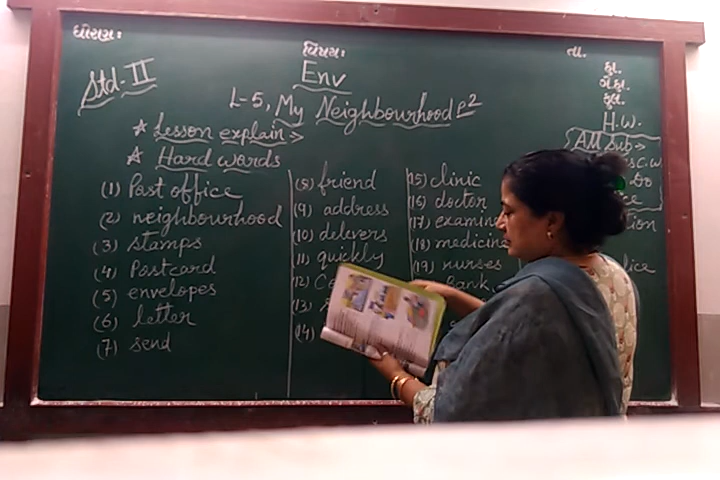 ધોરણ:
વિષય:
તા.
Std-II
Env
કુા.
ગે.હા.
કુલ.
L-5, My Neighbourhood P2
H.W.
* Lesson explain →
All Sub →
* Hard words
C.W.
(1) Post office
(2) neighbourhood
(3) stamps
(4) Postcard
(5) envelopes
(6) letter
(7) send
(8) friend
(9) address
(10) delivers
(11) quickly
(12)
(13)
(14)
(15) clinic
(16) doctor
(17) examine
(18) medicine
(19) nurses
Bank